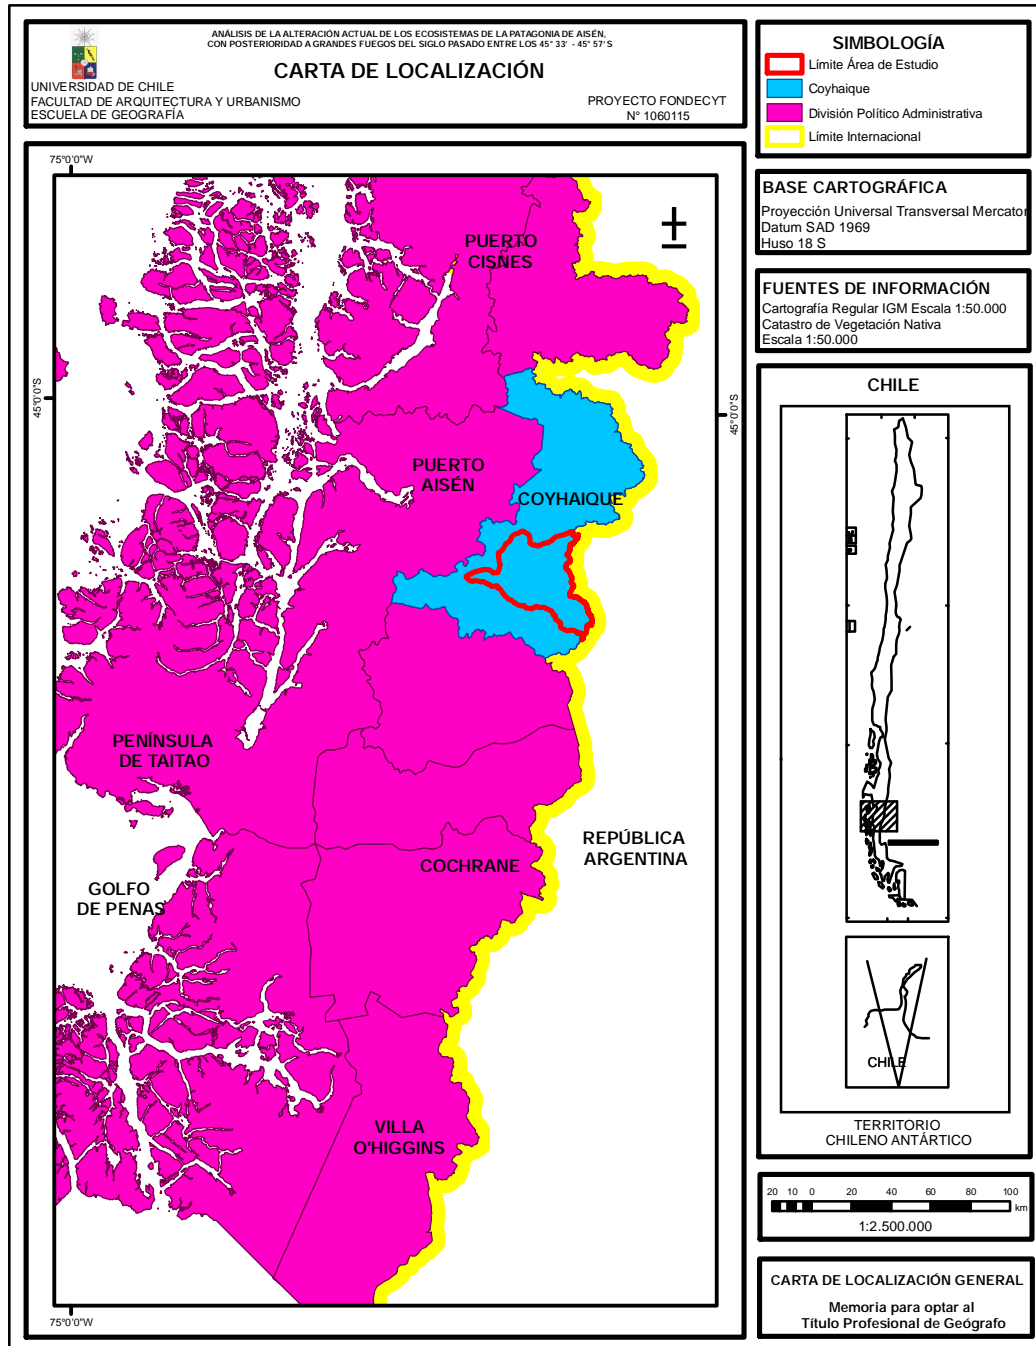 ANÁLISIS DE LA ALTERACIÓN ACTUAL DE LOS ECOSISTEMAS DE LA PATAGONIA DE AISÉN,
CON POSTERIORIDAD A GRANDES FUEGOS DEL SIGLO PASADO ENTRE LOS 45° 33' - 45° 57' S
CARTA DE LOCALIZACIÓN
UNIVERSIDAD DE CHILE
FACULTAD DE ARQUITECTURA Y URBANISMO
ESCUELA DE GEOGRAFÍA
PROYECTO FONDECYT
N° 1060115
SIMBOLOGÍA
Límite Área de Estudio
Coyhaique
División Político Administrativa
Límite Internacional
BASE CARTOGRÁFICA
Proyección Universal Transversal Mercator
Datum SAD 1969
Huso 18 S
FUENTES DE INFORMACIÓN
Cartografía Regular IGM Escala 1:50.000
Catastro de Vegetación Nativa
Escala 1:50.000
75°0'0"W
45°0'0"S
45°0'0"S
75°0'0"W
PUERTO
CISNES
PUERTO
AISÉN
COYHAIQUE
PENÍNSULA
DE TAITAO
REPÚBLICA
ARGENTINA
COCHRANE
GOLFO
DE PENAS
VILLA
O'HIGGINS
CHILE
CHILE
TERRITORIO
CHILENO ANTÁRTICO
20 10 0 20 40 60 80 100
km
1:2.500.000
CARTA DE LOCALIZACIÓN GENERAL
Memoria para optar al
Título Profesional de Geógrafo